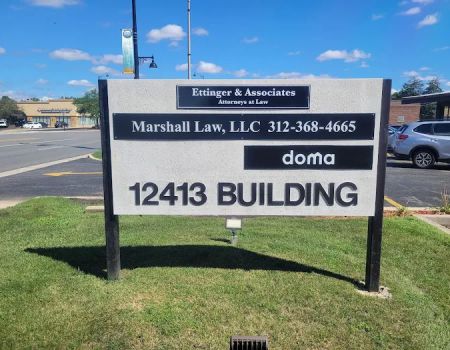 Ettinger & Associates
Attorneys at Law
Marshall Law, LLC 312-368-4665
doma
12413 BUILDING